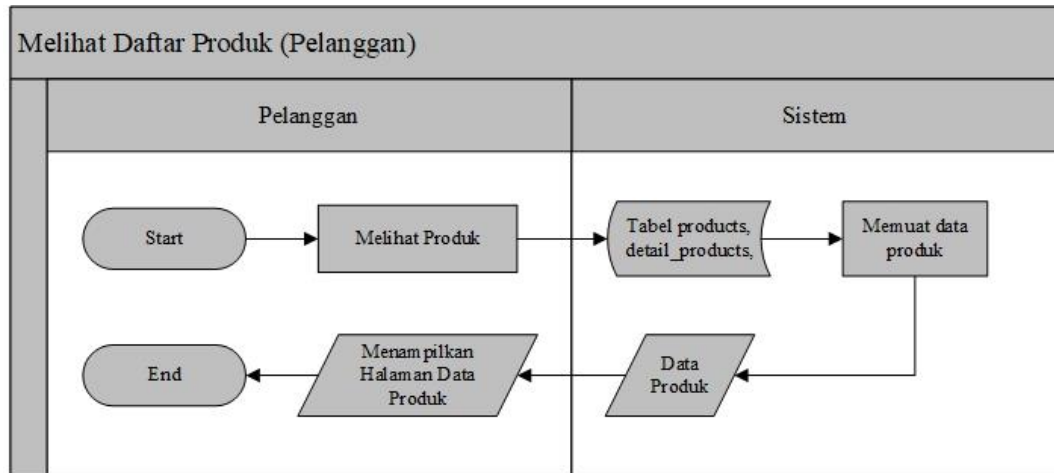 Melihat Daftar Produk (Pelanggan)
Pelanggan
Sistem
Start
Melihat Produk
Tabel products,
detail_products,
Memuat data
produk
End
Menampilkan
Halaman Data
Produk
Data
Produk